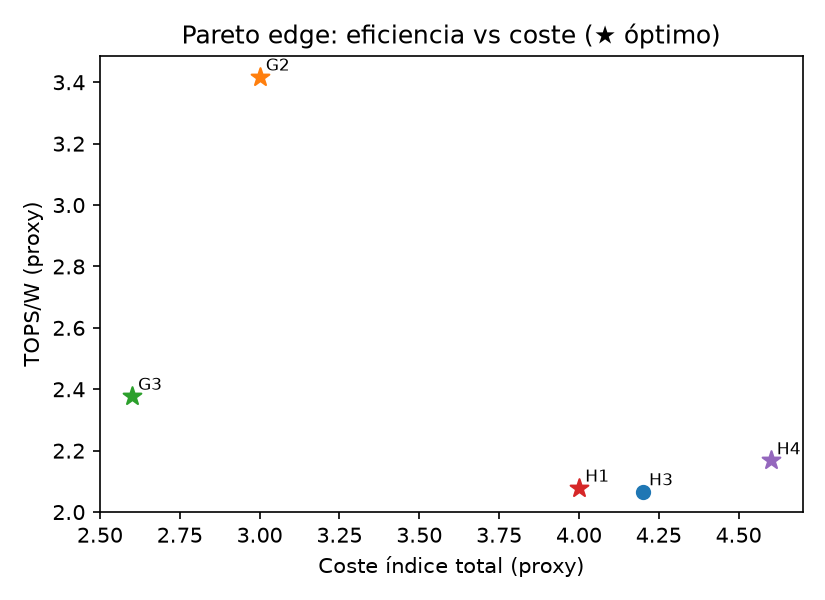 Pareto edge: eficiencia vs coste (★ óptimo)
TOPS/W (proxy)
3.4
3.2
3.0
2.8
2.6
2.4
2.2
2.0
G2
G3
H1
H3
H4
2.50 2.75 3.00 3.25 3.50 3.75 4.00 4.25 4.50
Coste índice total (proxy)